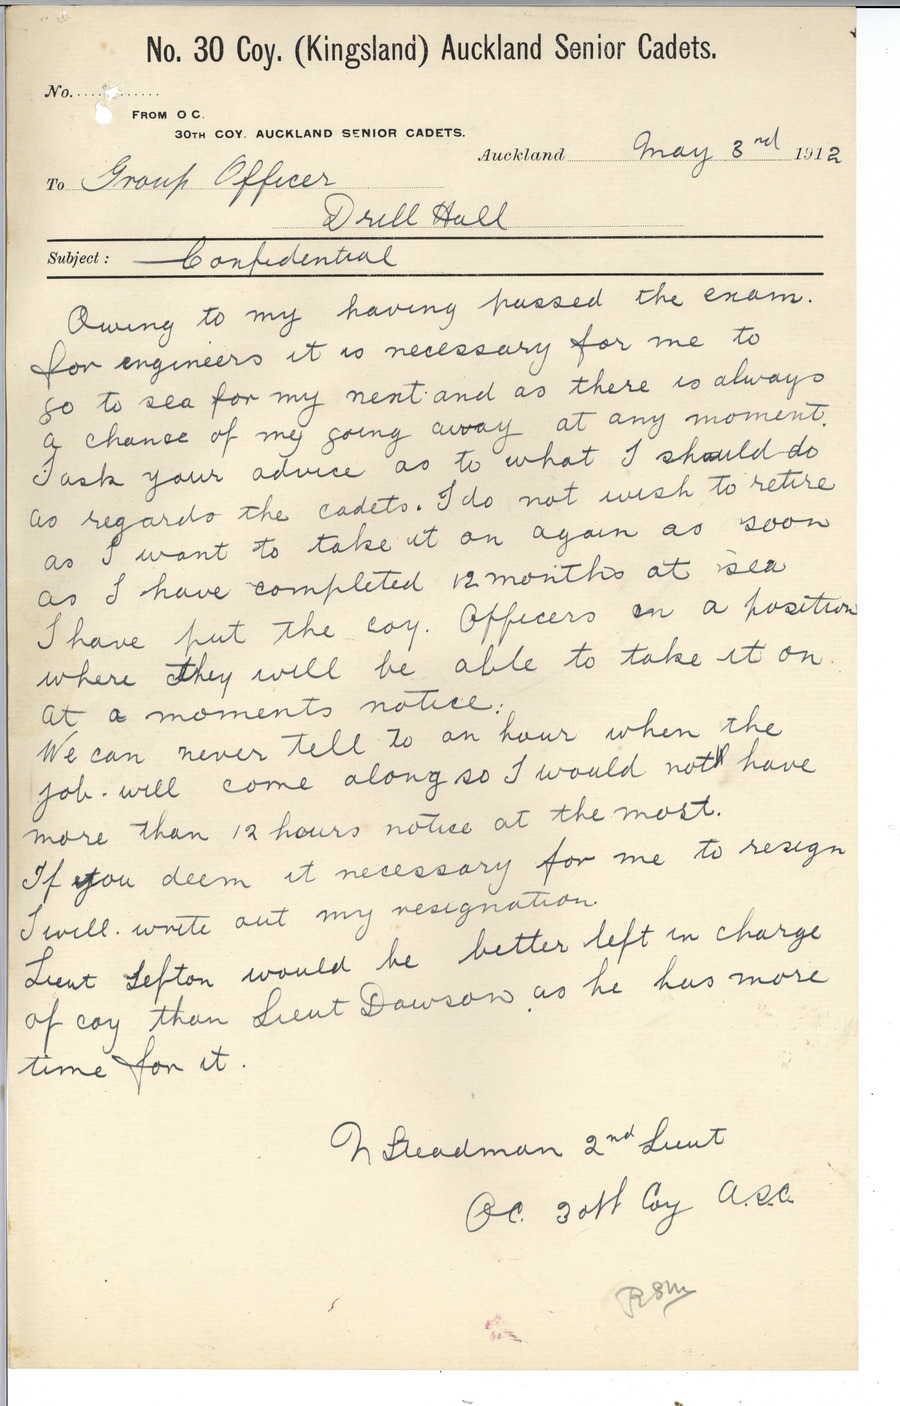 No. 30 Coy. (Kingsland) Auckland Senior Cadets.
No.
FROM O C.
30TH COY. AUCKLAND SENIOR CADETS.
Auckland May 3rd 1912
To Group Officer
Drill Hall
Subject: Confidential
Owing to my having passed the exam.
for engineers it is necessary for me to
go to sea for my next and as there is always
a chance of my going away at any moment.
I ask your advice as to what I should do
as regards the cadets. I do not wish to retire
as I want to take it on again as soon
as I have completed 12 months at sea
I have put the coy. Officers in a position
where they will be able to take it on
at a moments notice.
We can never tell to an hour when the
job will come along so I would not have
more than 12 hours notice at the most.
If you deem it necessary for me to resign
I will write out my resignation.
Lieut Lefton would be better left in charge
of coy than Lieut Dawson as he has more
time for it.
Steadman 2nd Lieut
OC. 30th Coy A.S.C.